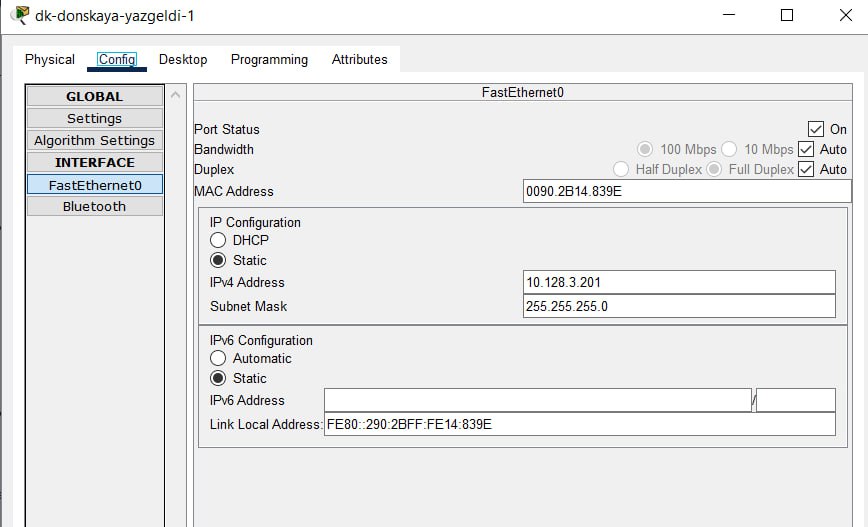 dk-donskaya-yazgeldi-1
Physical Config Desktop Programming Attributes
GLOBAL
Settings
Algorithm Settings
INTERFACE
FastEthernet0
Bluetooth
FastEthernet0
Port Status On
Bandwidth 100 Mbps 10 Mbps Auto
Duplex Half Duplex Full Duplex Auto
MAC Address 0090.2B14.839E
IP Configuration
DHCP
Static
IPv4 Address 10.128.3.201
Subnet Mask 255.255.255.0
IPv6 Configuration
Automatic
Static
IPv6 Address /
Link Local Address: FE80::290:2BFF:FE14:839E